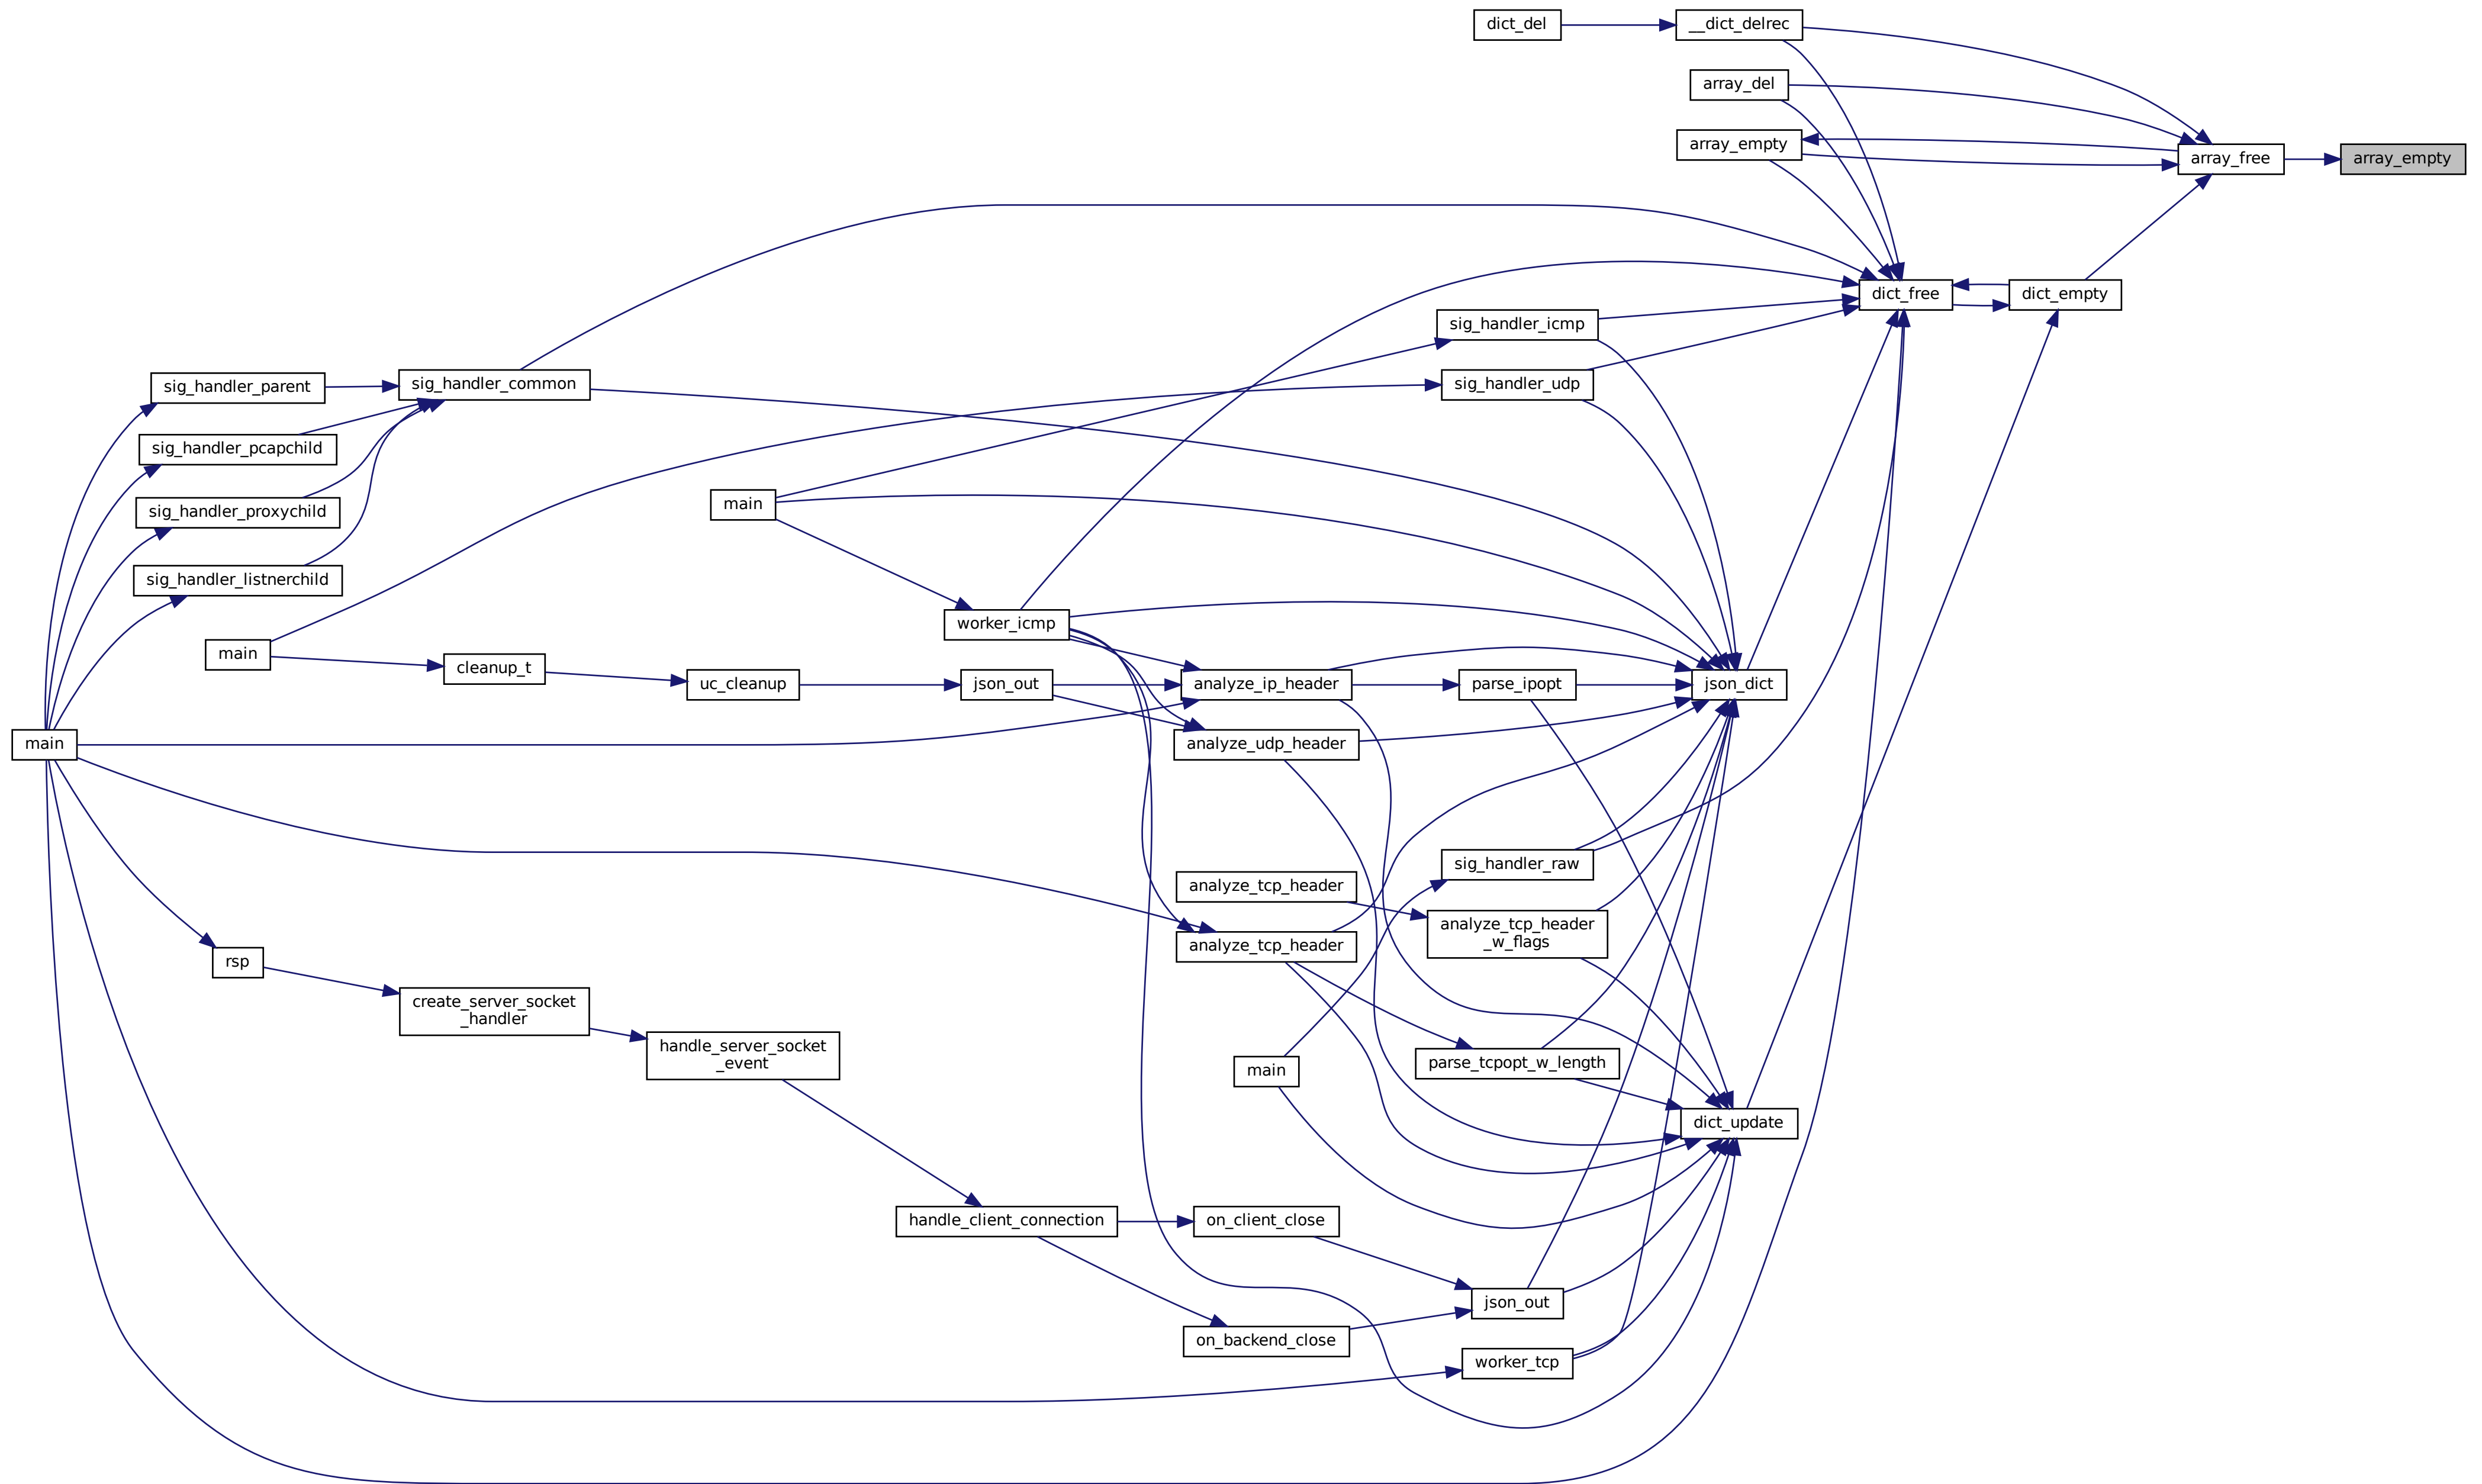 dict_del
__dict_delrec
array_del
array_empty
array_free
array_empty
dict_free
dict_empty
sig_handler_icmp
sig_handler_parent
sig_handler_common
sig_handler_udp
sig_handler_pcapchild
main
sig_handler_proxychild
sig_handler_listnerchild
worker_icmp
main
cleanup_t
uc_cleanup
json_out
analyze_ip_header
parse_ipopt
json_dict
main
analyze_udp_header
sig_handler_raw
analyze_tcp_header
analyze_tcp_header
_w_flags
analyze_tcp_header
rsp
create_server_socket
_handler
handle_server_socket
_event
main
parse_tcpopt_w_length
dict_update
handle_client_connection
on_client_close
json_out
on_backend_close
worker_tcp